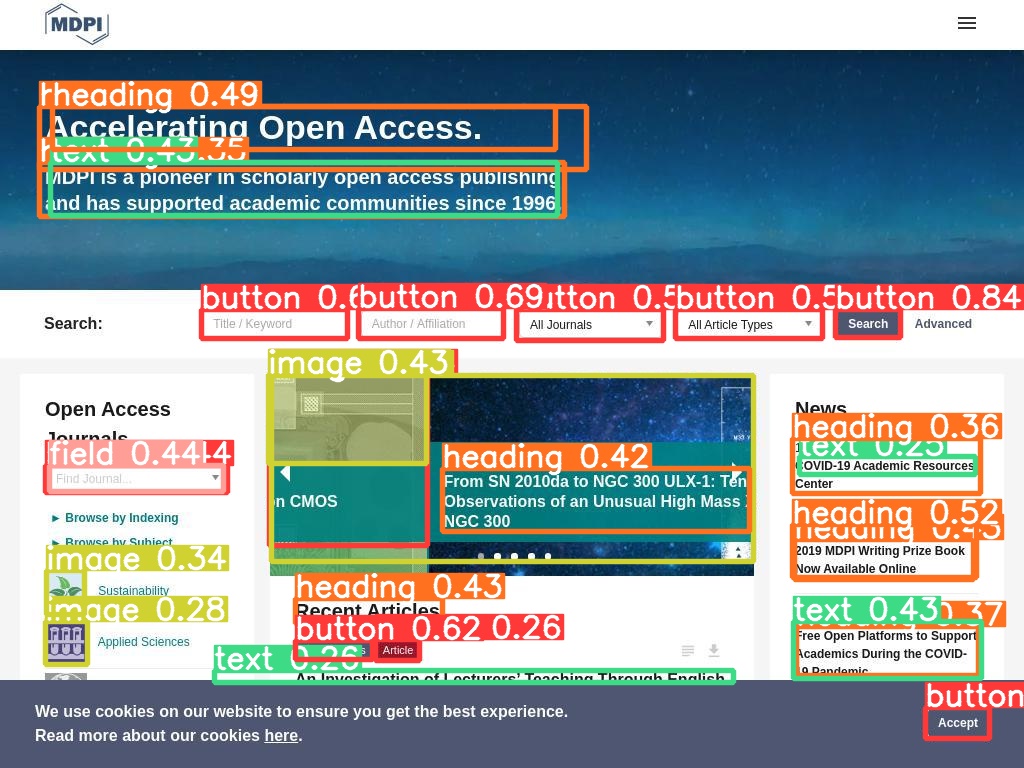 MDPI
heading 0.49
Accelerating Open Access.
text 0.43 .35
MDPI is a pioneer in scholarly open access publishing
and has supported academic communities since 1996.
button 0.6
button 0.69
button 0.5
button 0.5
button 0.84
Search:
Title / Keyword
Author / Affiliation
All Journals
All Article Types
Search
Advanced
image 0.43
Open Access
Journals
field 0.44
Find Journal...
► Browse by Indexing
► Browse by Subject
image 0.34
Sustainability
image 0.28
Applied Sciences
heading 0.42
on CMOS
From SN 2010da to NGC 300 ULX-1: Ten
Observations of an Unusual High Mass
NGC 300
heading 0.43
Recent Articles
button 0.62 0.26
Article
text 0.26
An Investigation of Lecturers' Teaching Through English
News
heading 0.36
text 0.25
COVID-19 Academic Resources
Center
heading 0.52
heading 0.43
2019 MDPI Writing Prize Book
Now Available Online
text 0.43
0.37
Free Open Platforms to Support
Academics During the COVID-
19 Pandemic
We use cookies on our website to ensure you get the best experience.
Read more about our cookies here.
button
Accept